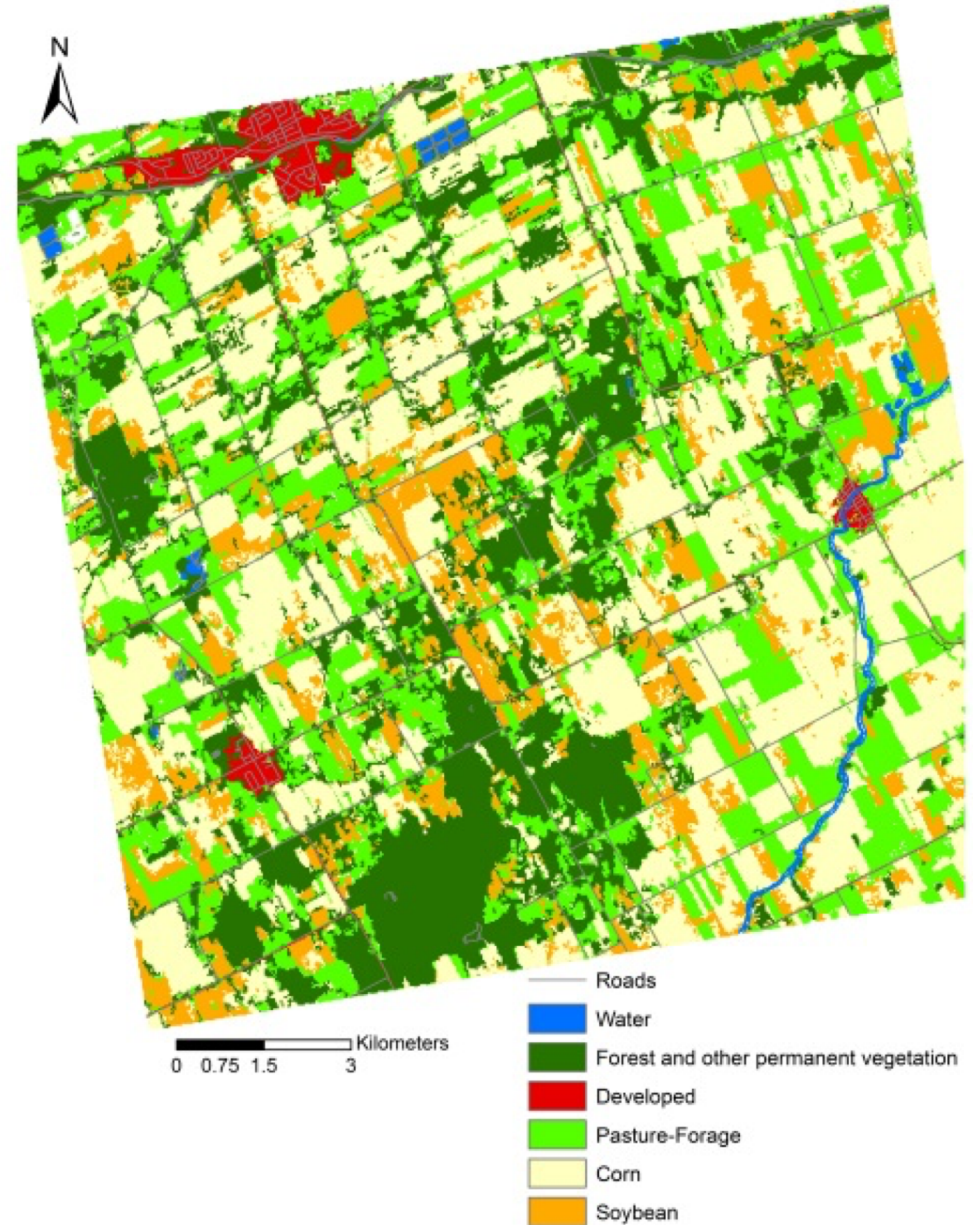 N
Kilometers
0 0.75 1.5 3
Roads
Water
Forest and other permanent vegetation
Developed
Pasture-Forage
Corn
Soybean